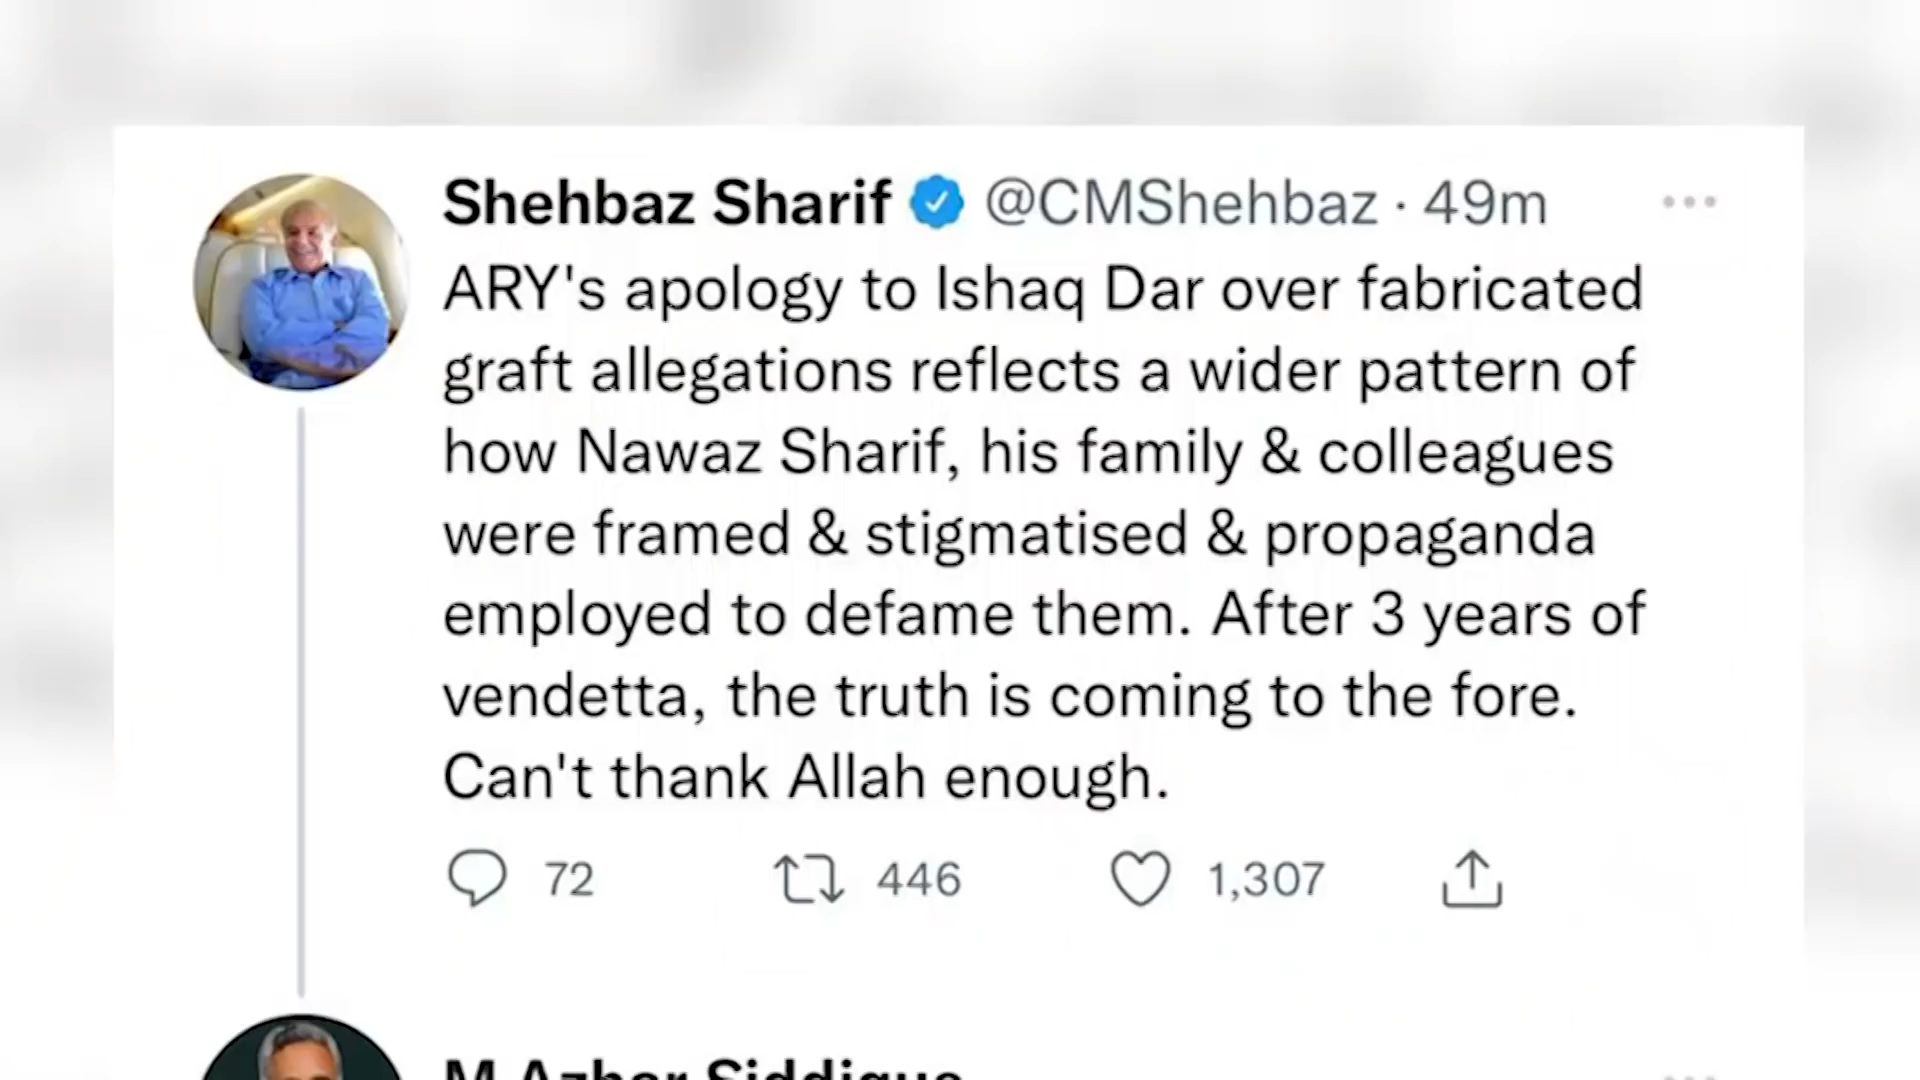 Shehbaz Sharif @CMShehbaz · 49m
ARY's apology to Ishaq Dar over fabricated
graft allegations reflects a wider pattern of
how Nawaz Sharif, his family & colleagues
were framed & stigmatised & propaganda
employed to defame them. After 3 years of
vendetta, the truth is coming to the fore.
Can't thank Allah enough.
72 446 1,307
M Azhar Siddique